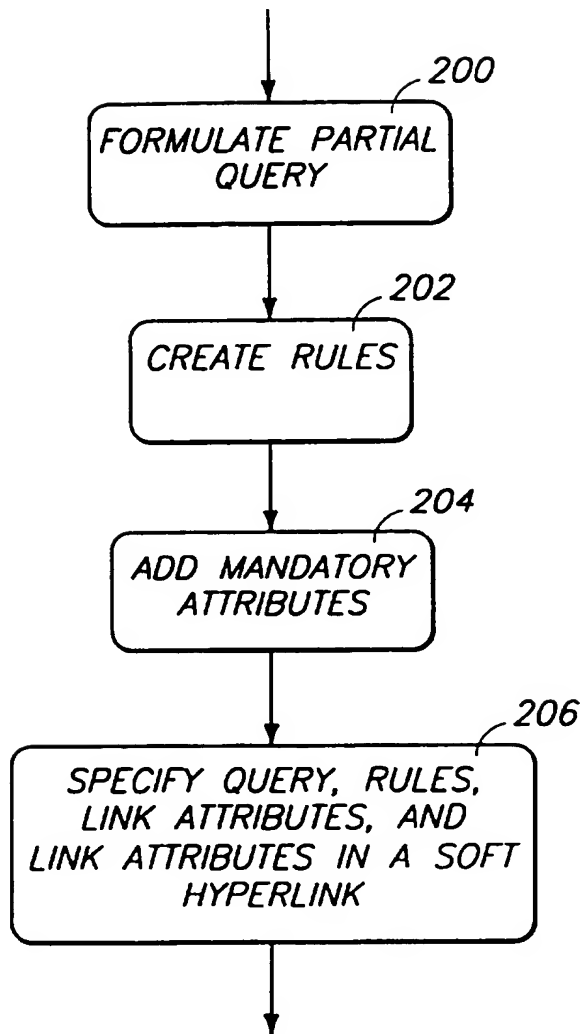 200
FORMULATE PARTIAL
QUERY
202
CREATE RULES
204
ADD MANDATORY
ATTRIBUTES
206
SPECIFY QUERY, RULES,
LINK ATTRIBUTES, AND
LINK ATTRIBUTES IN A SOFT
HYPERLINK